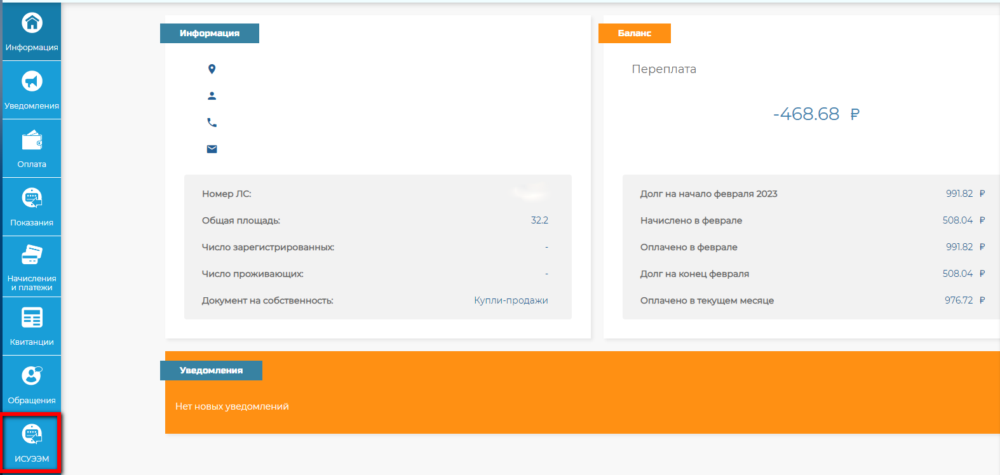 Информация
Уведомления
Оплата
Показания
Начисления
и платежи
Квитанции
Обращения
ИСУЭЭМ
Информация
Номер ЛС:
Общая площадь: 32.2
Число зарегистрированных: -
Число проживающих: -
Документ на собственность: Купли-продажи
Баланс
Переплата
-468.68 ₽
Долг на начало февраля 2023 991.82 ₽
Начислено в феврале 508.04 ₽
Оплачено в феврале 991.82 ₽
Долг на конец февраля 508.04 ₽
Оплачено в текущем месяце 976.72 ₽
Уведомления
Нет новых уведомлений